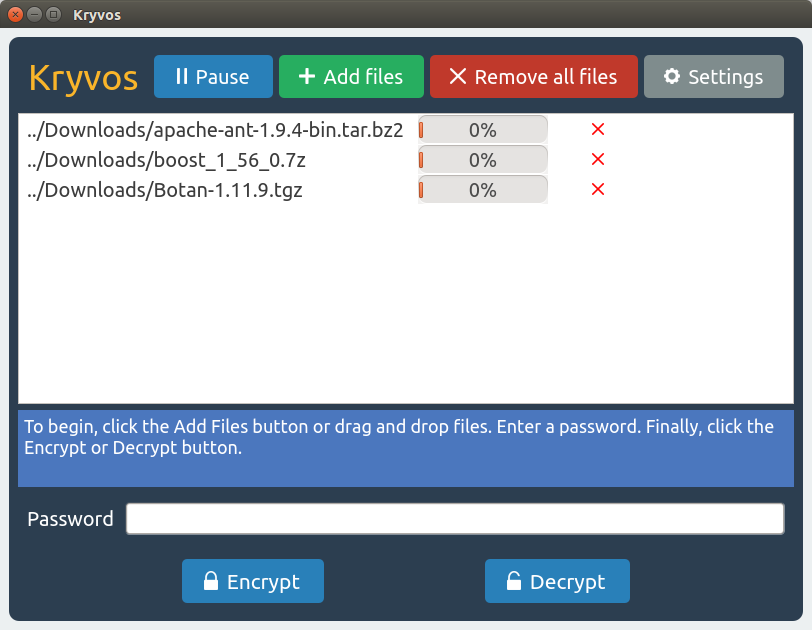 Kryvos
Kryvos
Pause
Add files
Remove all files
Settings
../Downloads/apache-ant-1.9.4-bin.tar.bz2 0%
../Downloads/boost_1_56_0.7z 0%
../Downloads/Botan-1.11.9.tgz 0%
To begin, click the Add Files button or drag and drop files. Enter a password. Finally, click the
Encrypt or Decrypt button.
Password
Encrypt
Decrypt